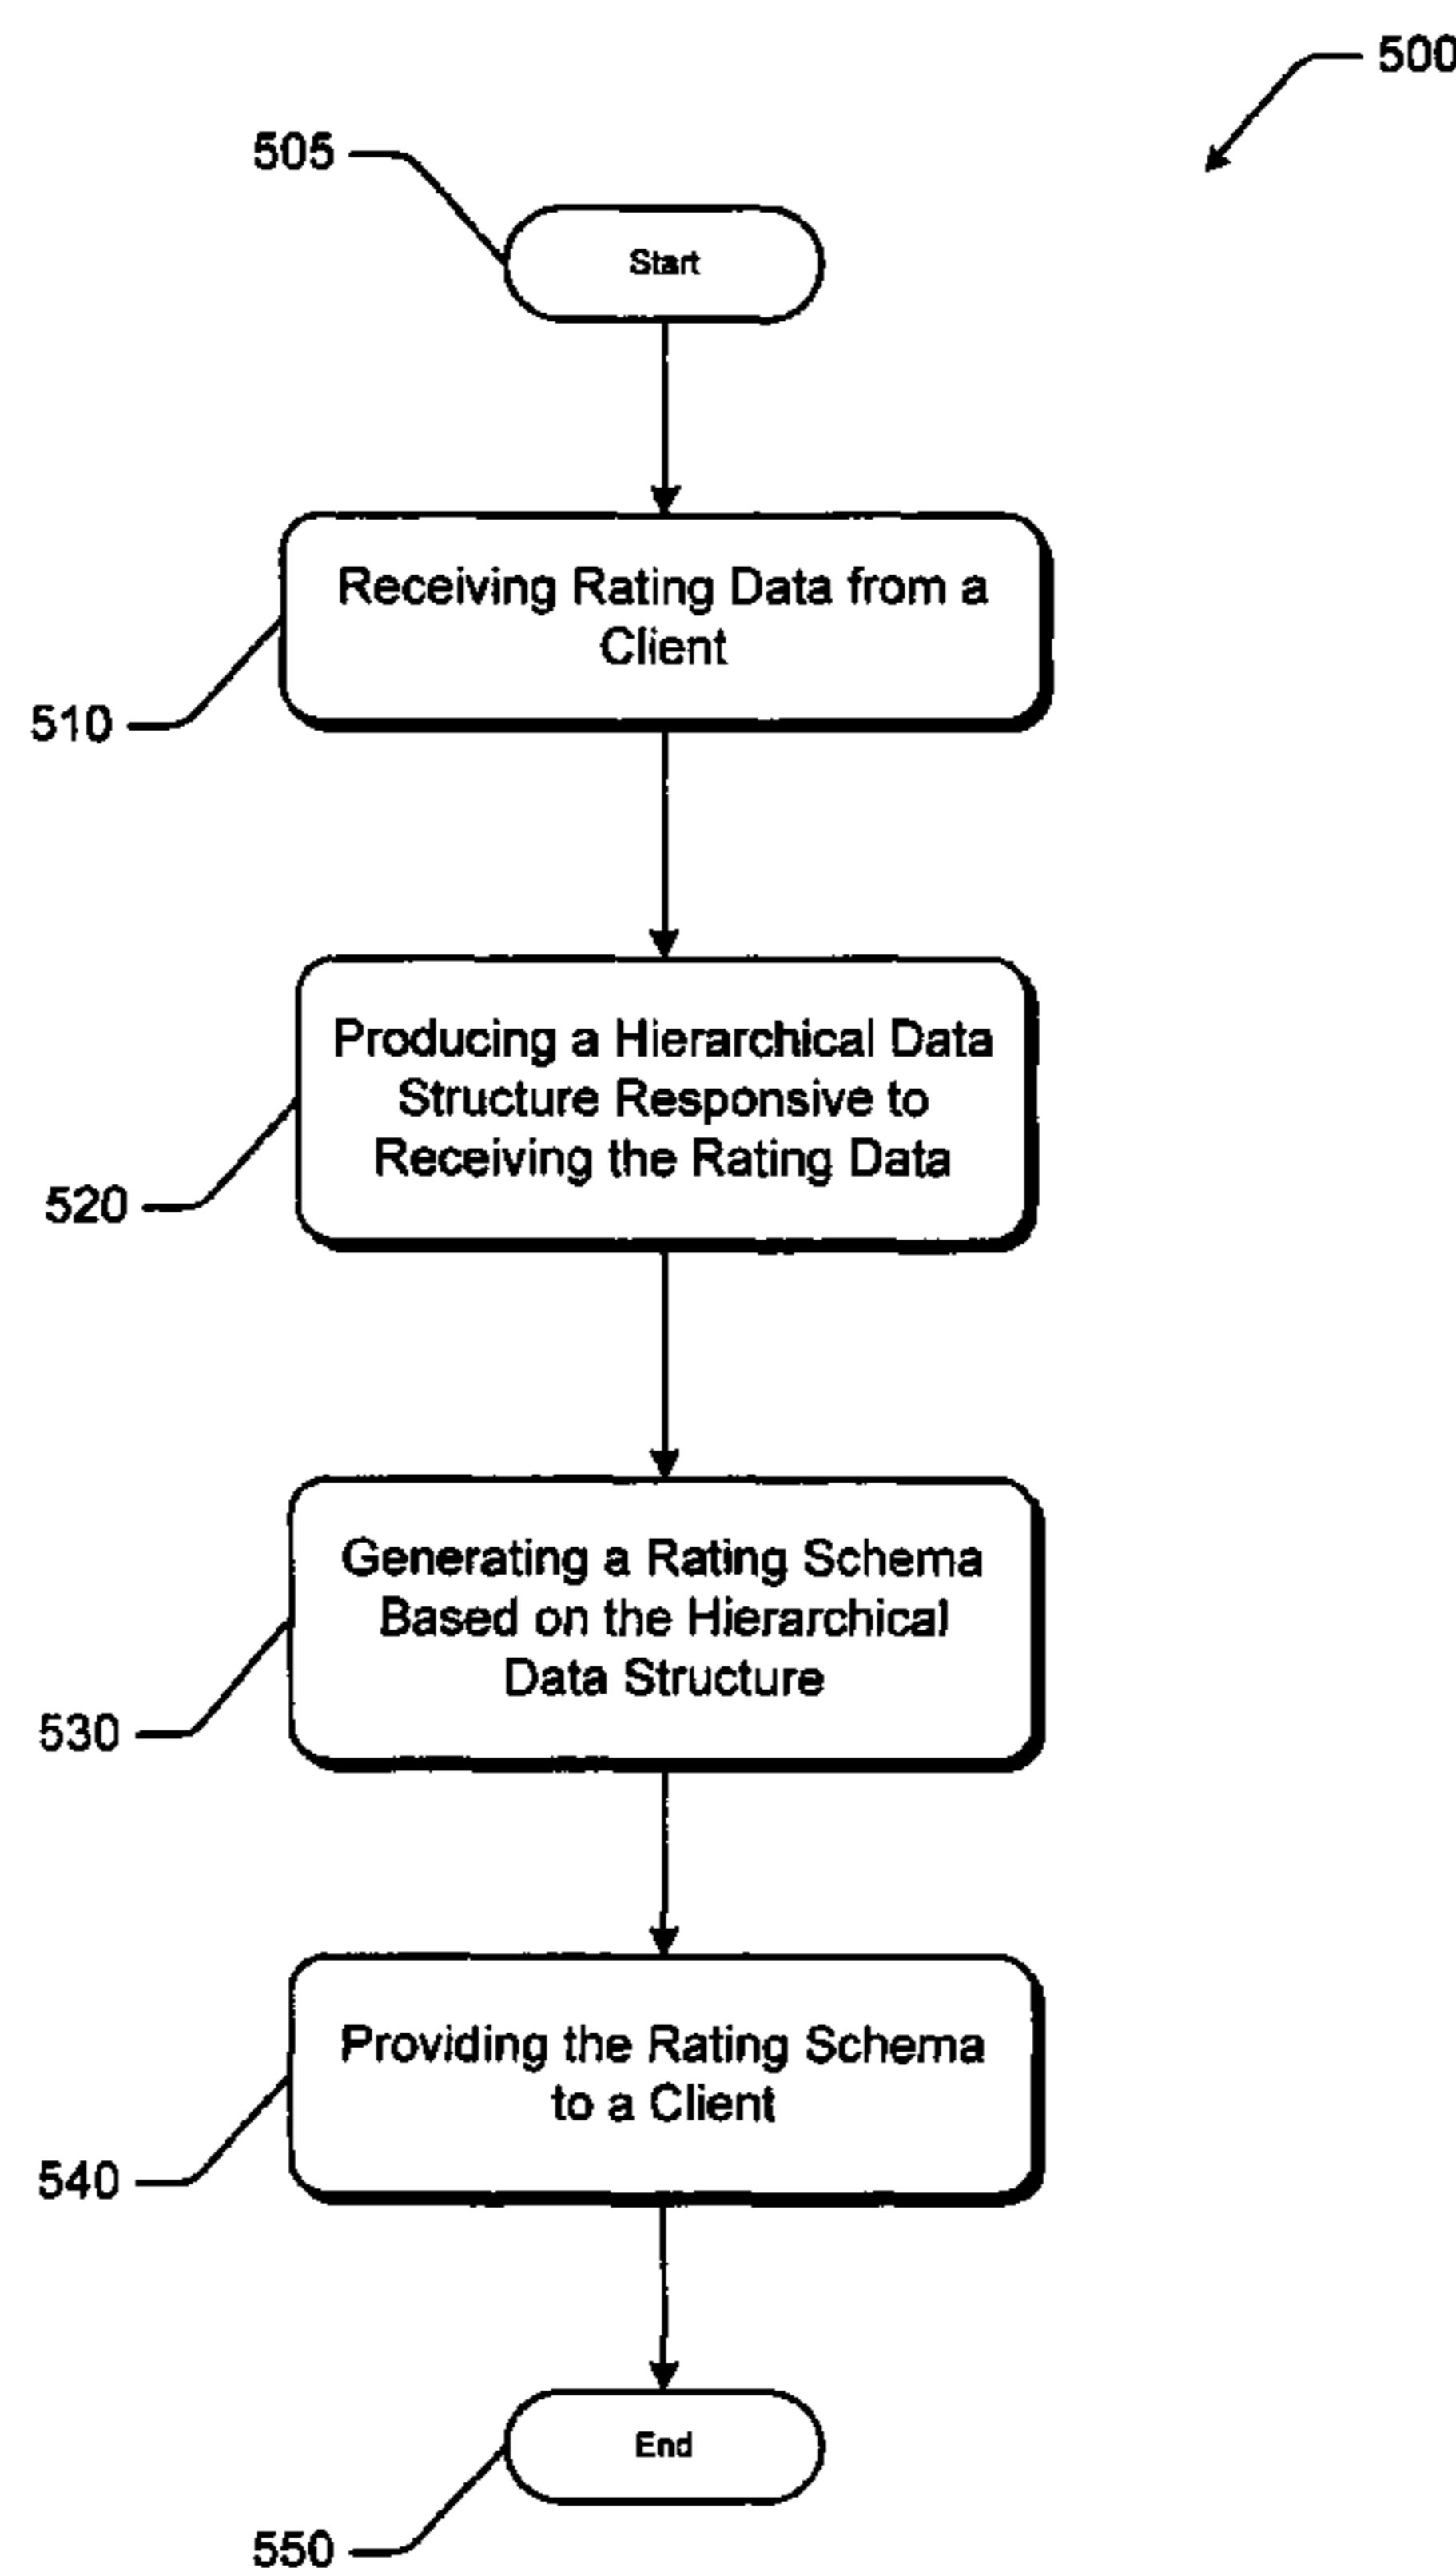 500
505
Start
Receiving Rating Data from a
Client
510
Producing a Hierarchical Data
Structure Responsive to
Receiving the Rating Data
520
Generating a Rating Schema
Based on the Hierarchical
Data Structure
530
Providing the Rating Schema
to a Client
540
End
550